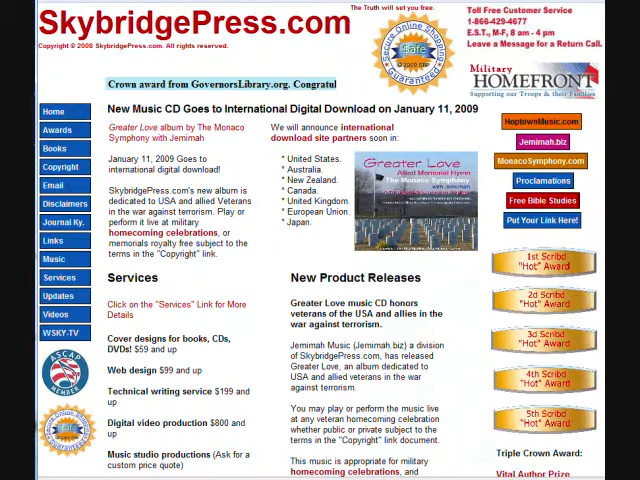 SkybridgePress.com
Copyright © 2008 SkybridgePress.com. All rights reserved.
The Truth will set you free.
Secure Online Shopping
Safe
© 2009 SBP
Guaranteed
Toll Free Customer Service
1-866-429-4677
E.S.T., M-F, 8 am - 4 pm
Leave a Message for a Return Call.
Military
HOMEFRONT
Supporting our Troops & their Families
Crown award from GovernorsLibrary.org. Congratul
Home
Awards
Books
Copyright
Email
Disclaimers
Journal Ky.
Links
Music
Services
Updates
Videos
WSKY-TV
ASCAP
MEMBER
New Music CD Goes to International Digital Download on January 11, 2009
Greater Love album by The Monaco
Symphony with Jemimah
January 11, 2009 Goes to
international digital download!
SkybridgePress.com's new album is
dedicated to USA and allied Veterans
in the war against terrorism. Play or
perform it live at military
homecoming celebrations, or
memorials royalty free subject to the
terms in the "Copyright" link.
We will announce international
download site partners soon in:
* United States.
* Australia.
* New Zealand.
* Canada.
* United Kingdom.
* European Union.
* Japan.
Greater Love
Allied Memorial Hymn
The Monaco Symphony
with Jemimah
Services
Click on the "Services" Link for More
Details
Cover designs for books, CDs,
DVDs! $59 and up
Web design $99 and up
Technical writing service $199 and
up
Digital video production $800 and
up
Music studio productions (Ask for a
custom price quote)
New Product Releases
Greater Love music CD honors
veterans of the USA and allies in the
war against terrorism.
Jemimah Music (Jemimah.biz) a division
of SkybridgePress.com, has released
Greater Love, an album dedicated to
USA and allied veterans in the war
against terrorism.
You may play or perform the music live
at any veteran homecoming celebration
whether public or private subject to the
terms in the "Copyright" link document.
This music is appropriate for military
homecoming celebrations, and
HoptownMusic.com
Jemimah.biz
MonacoSymphony.com
Proclamations
Free Bible Studies
Put Your Link Here!
1st Scribd
"Hot" Award
2d Scribd
"Hot" Award
3d Scribd
"Hot" Award
4th Scribd
"Hot" Award
5th Scribd
"Hot" Award
Triple Crown Award:
Vital Author Prize